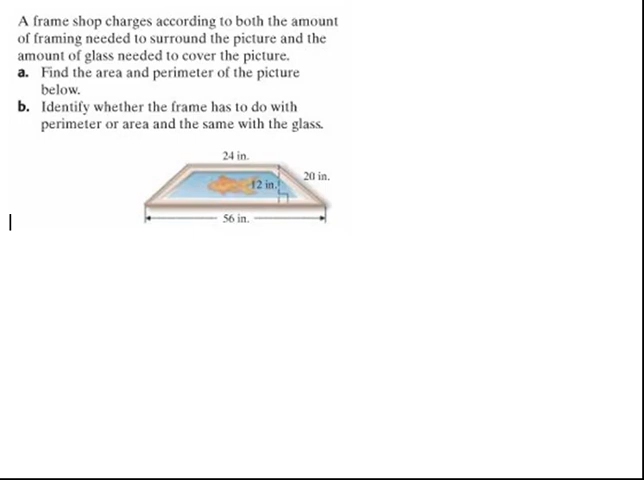 A frame shop charges according to both the amount
of framing needed to surround the picture and the
amount of glass needed to cover the picture.
a. Find the area and perimeter of the picture
below.
b. Identify whether the frame has to do with
perimeter or area and the same with the glass.
24 in.
20 in.
12 in.
56 in.